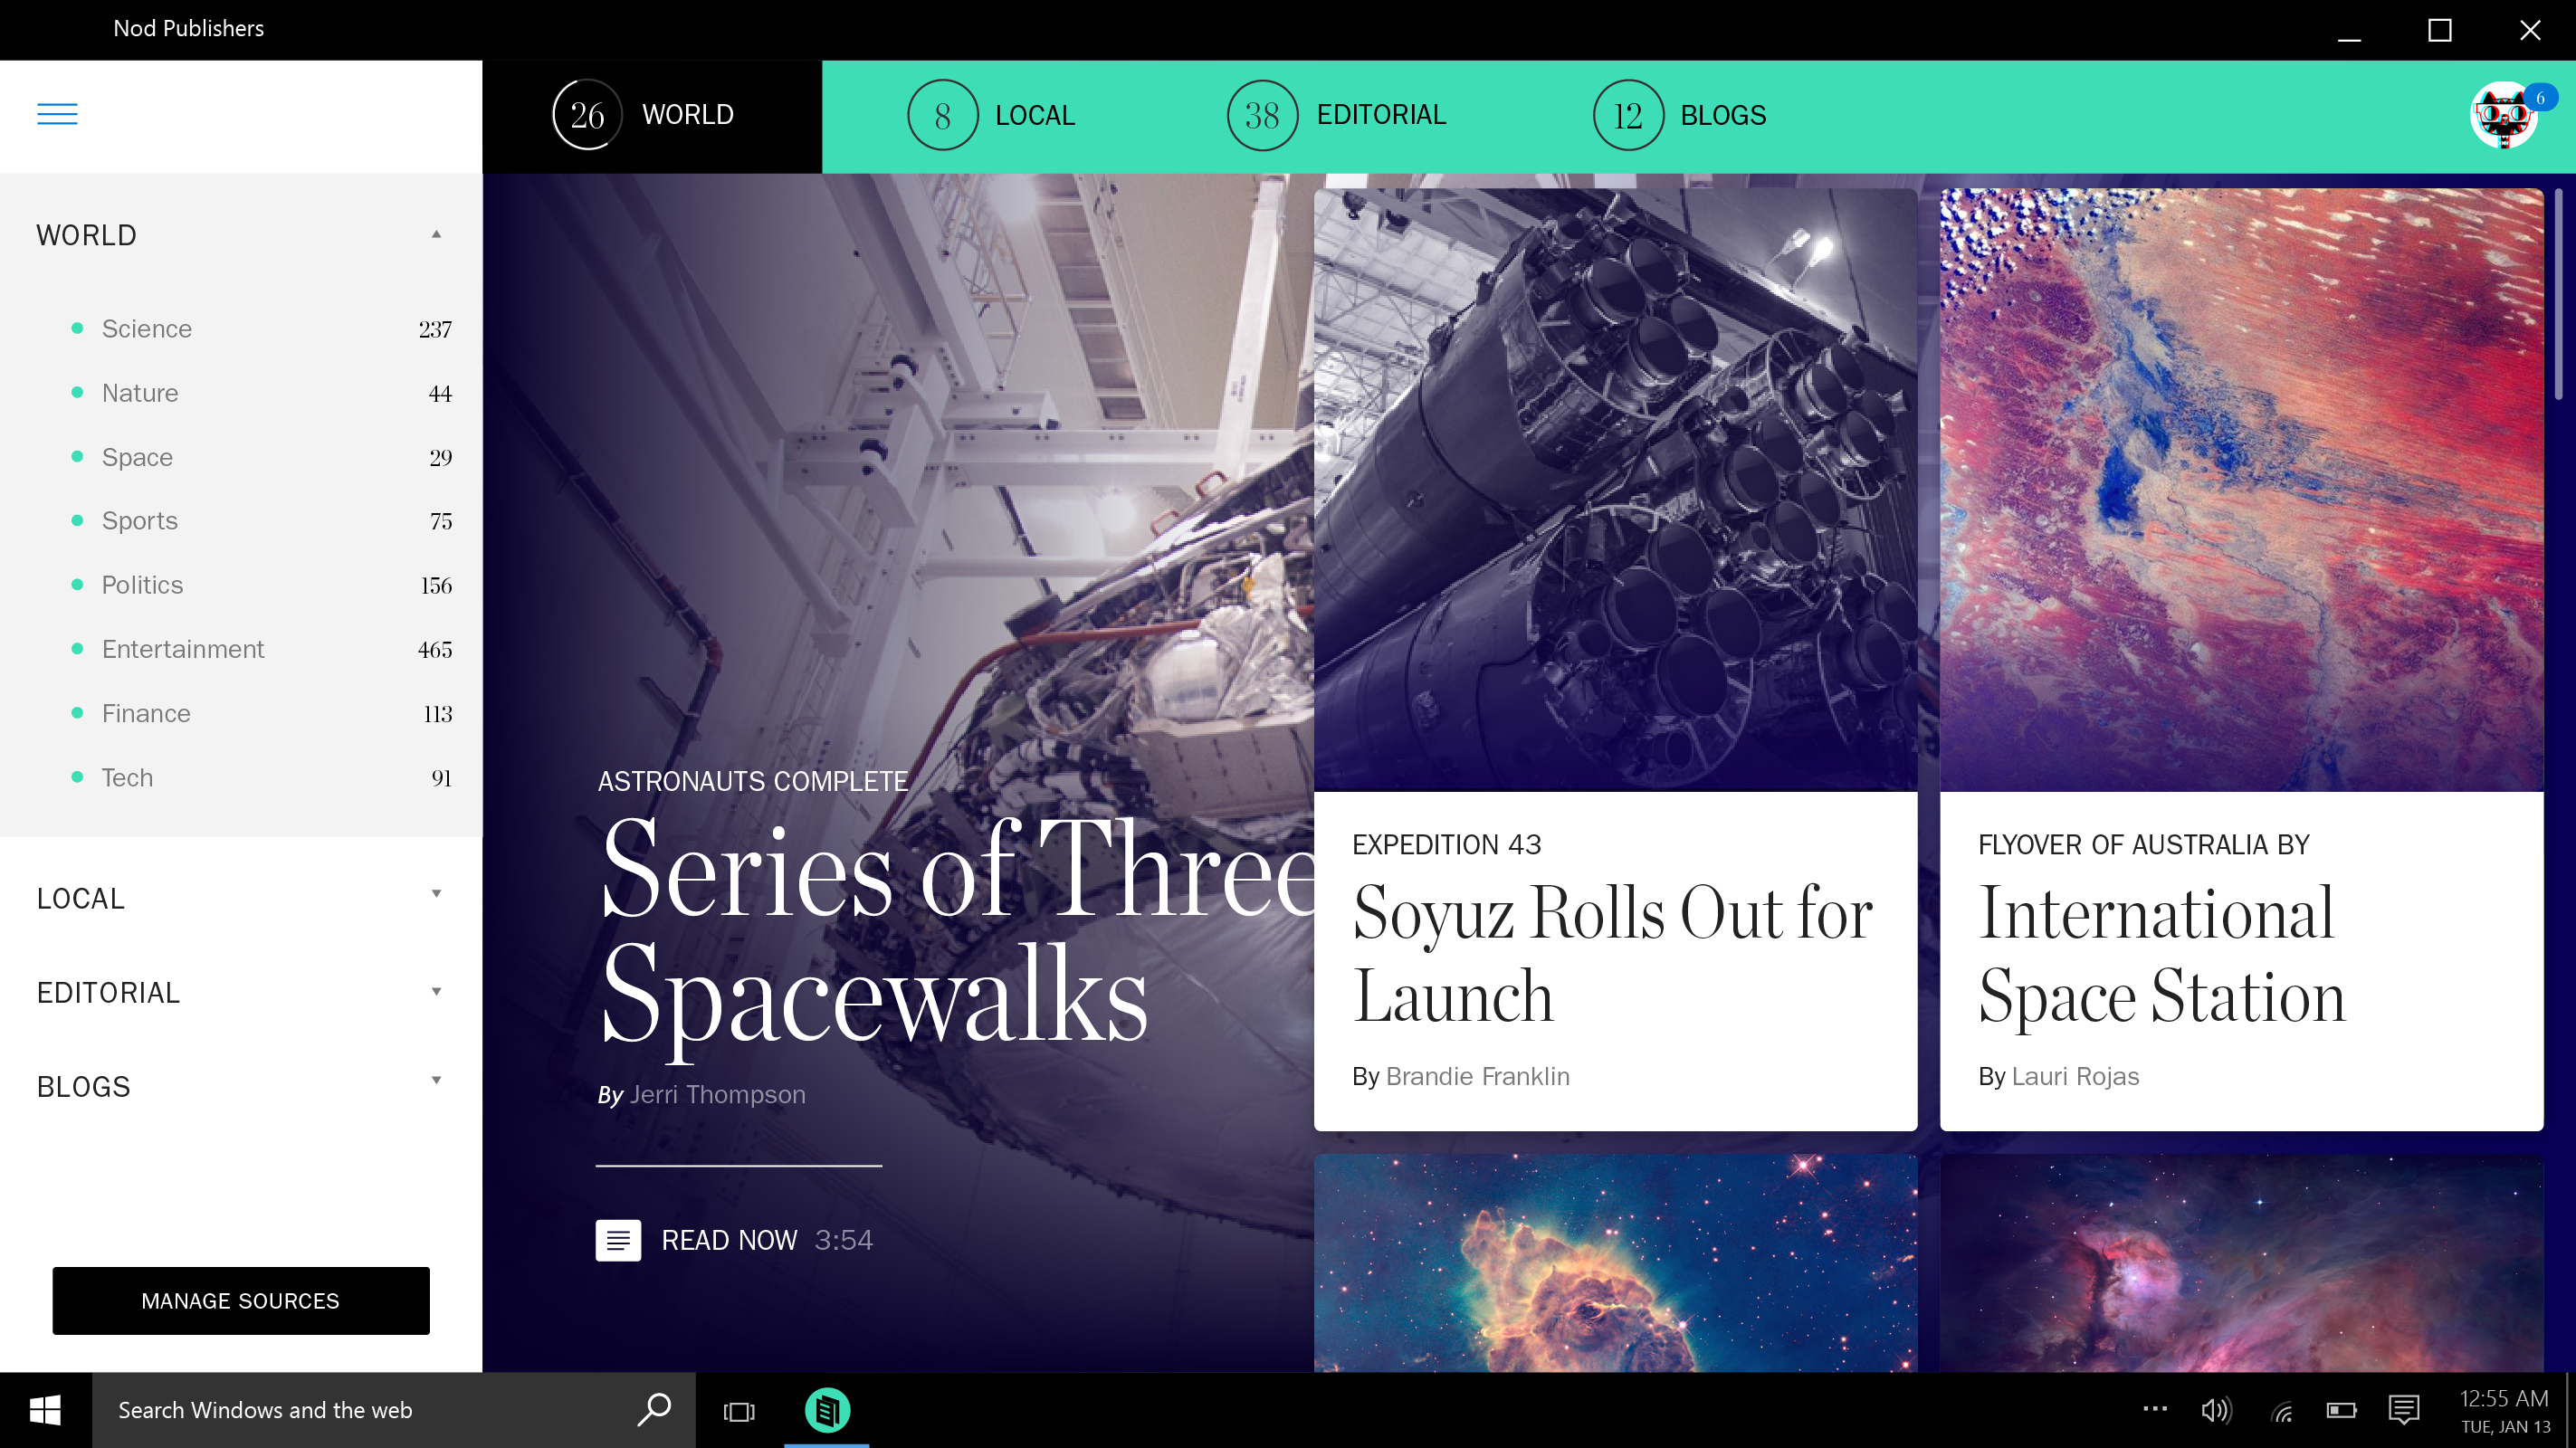 Nod Publishers
26 WORLD
8 LOCAL
38 EDITORIAL
12 BLOGS
6
WORLD
Science 237
Nature 44
Space 29
Sports 75
Politics 156
Entertainment 465
Finance 113
Tech 91
LOCAL
EDITORIAL
BLOGS
MANAGE SOURCES
ASTRONAUTS COMPLETE
Series of Three
Spacewalks
By Jerri Thompson
READ NOW 3:54
EXPEDITION 43
Soyuz Rolls Out for
Launch
By Brandie Franklin
FLYOVER OF AUSTRALIA BY
International
Space Station
By Lauri Rojas
Search Windows and the web
12:55 AM
TUE, JAN 13